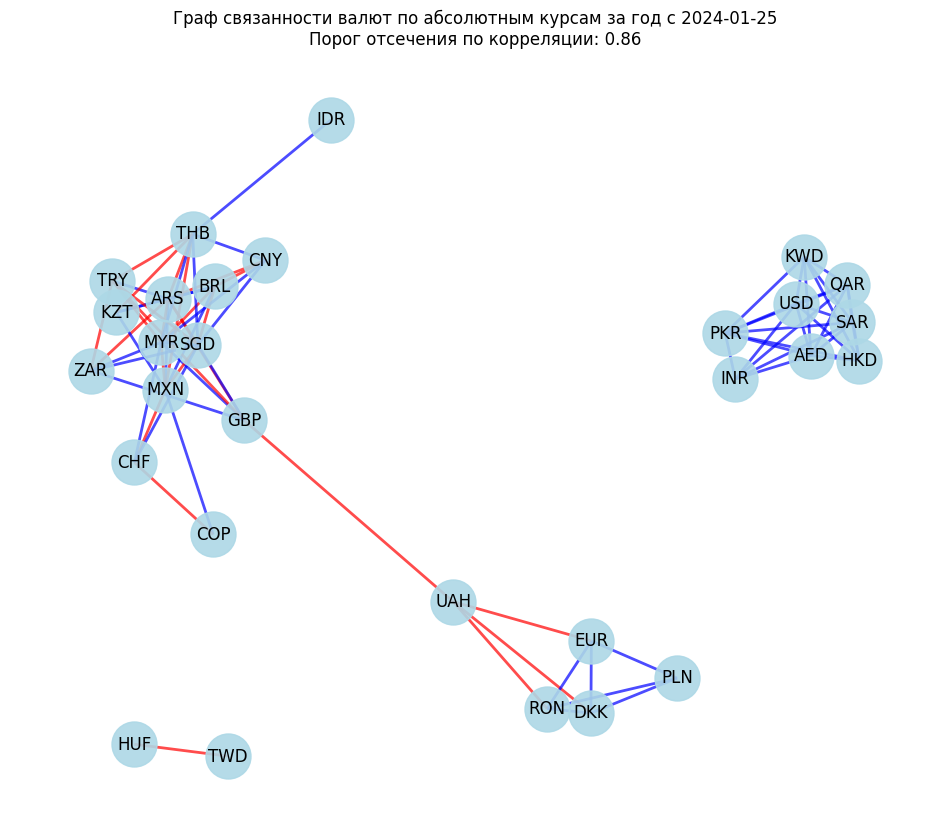 Граф связанности валют по абсолютным курсам за год с 2024-01-25
Порог отсечения по корреляции: 0.86
IDR
THB
CNY
KWD
TRY
QAR
BRL
ARS
USD
KZT
SAR
PKR
MYR
SGD
AED
HKD
ZAR
INR
MXN
GBP
CHF
COP
UAH
EUR
PLN
RON
DKK
HUF
TWD